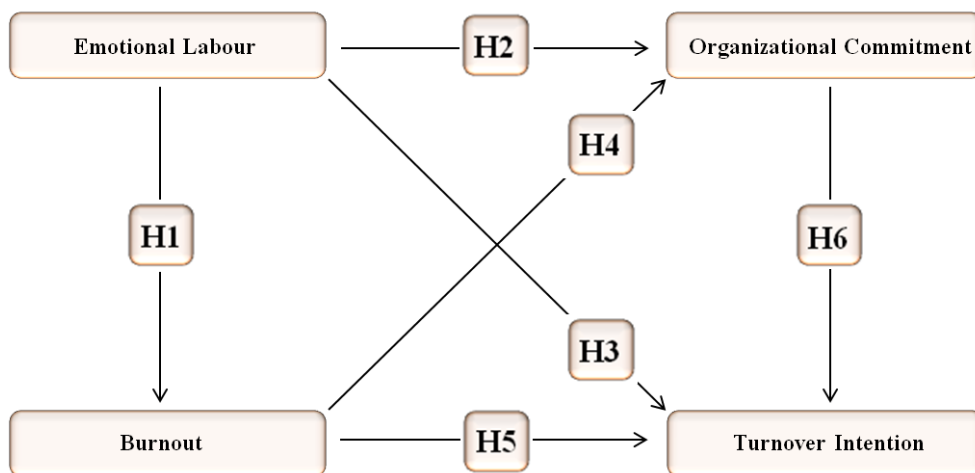 Emotional Labour
H2
Organizational Commitment
H4
H1
H6
H3
Burnout
H5
Turnover Intention